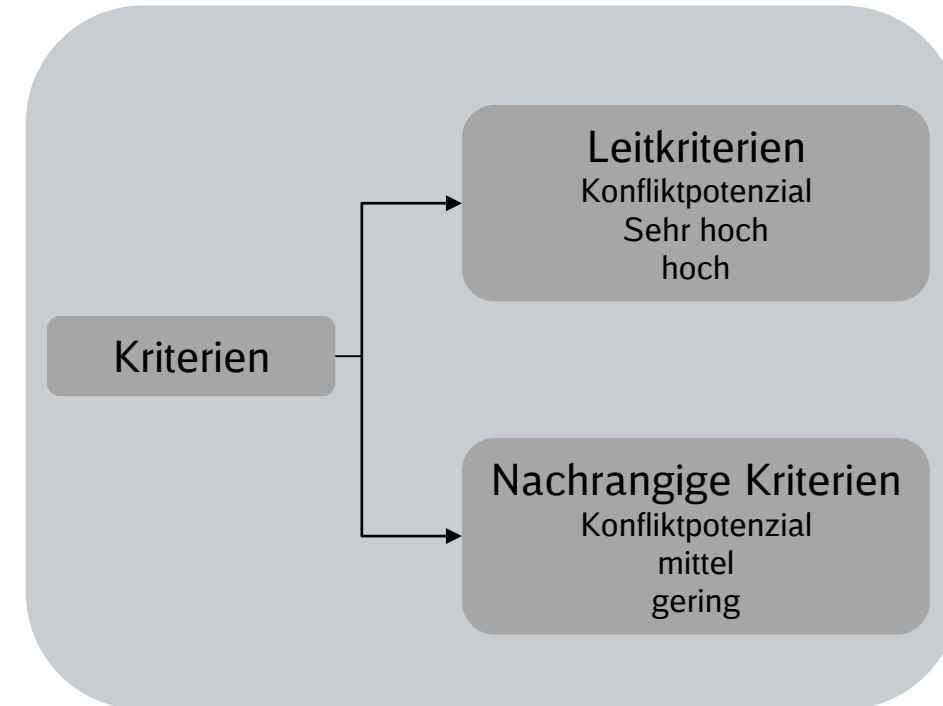 Leitkriterien
Konfliktpotenzial
Sehr hoch
hoch
Kriterien
Nachrangige Kriterien
Konfliktpotenzial
mittel
gering